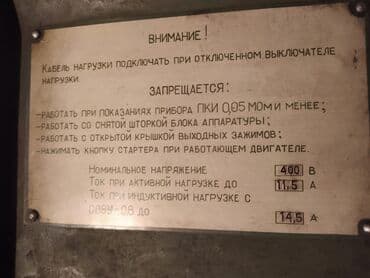 ВНИМАНИЕ!
КАБЕЛЬ НАГРУЗКИ ПОДКЛЮЧАТЬ ПРИ ОТКЛЮЧЕННОМ ВЫКЛЮЧАТЕЛЕ
НАГРУЗКИ.
ЗАПРЕЩАЕТСЯ:
-РАБОТАТЬ ПРИ ПОКАЗАНИЯХ ПРИБОРА ПКИ 0,05 МОм И МЕНЕЕ;
-РАБОТАТЬ СО СНЯТОЙ ШТОРКОЙ БЛОКА АППАРАТУРЫ;
-РАБОТАТЬ С ОТКРЫТОЙ КРЫШКОЙ ВЫХОДНЫХ ЗАЖИМОВ;
-НАЖИМАТЬ КНОПКУ СТАРТЕРА ПРИ РАБОТАЮЩЕМ ДВИГАТЕЛЕ.
НОМИНАЛЬНОЕ НАПРЯЖЕНИЕ 400 В
ТОК ПРИ АКТИВНОЙ НАГРУЗКЕ ДО 11,5 А
ТОК ПРИ ИНДУКТИВНОЙ НАГРУЗКЕ С
0,8 ДО 14,5 А